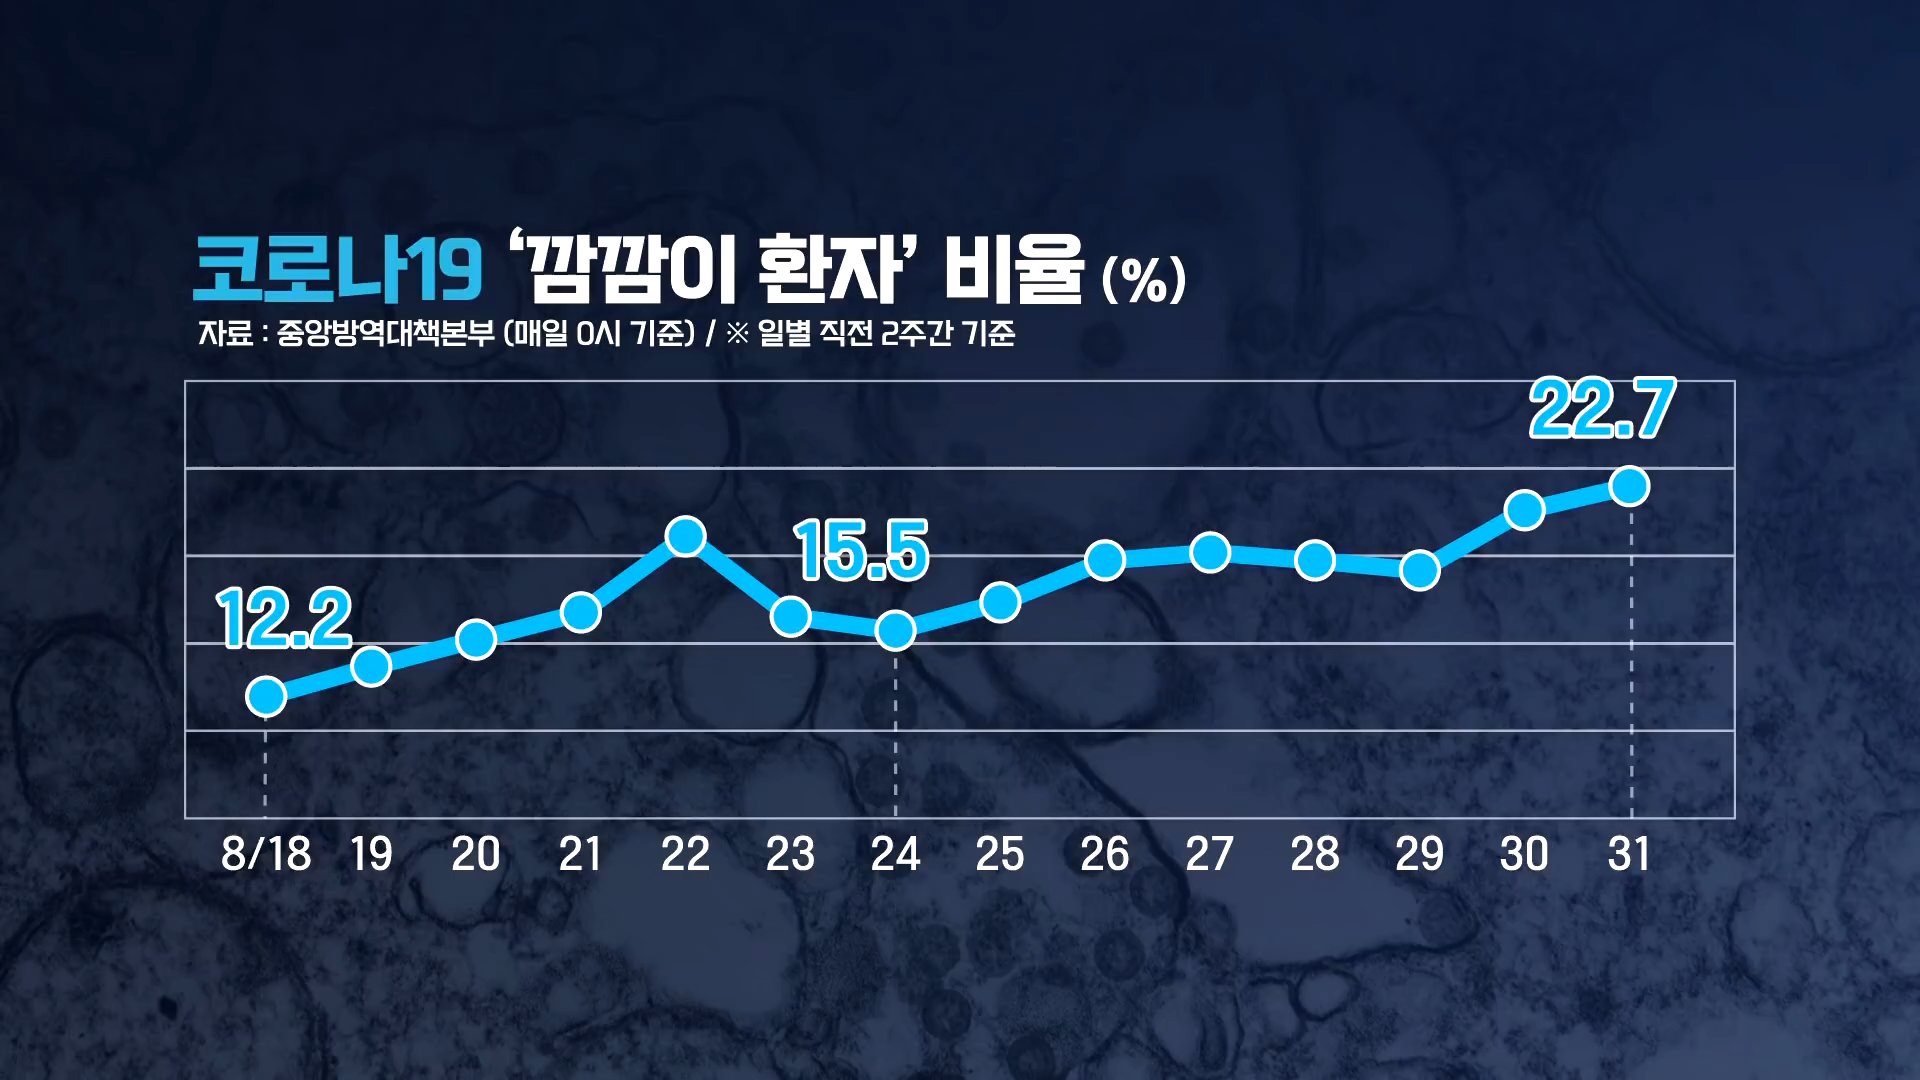 코로나19 ‘깜깜이 환자’ 비율 (%)
자료 : 중앙방역대책본부 (매일 0시 기준) / ※ 일별 직전 2주간 기준
22.7
15.5
12.2
8/18 19 20 21 22 23 24 25 26 27 28 29 30 31